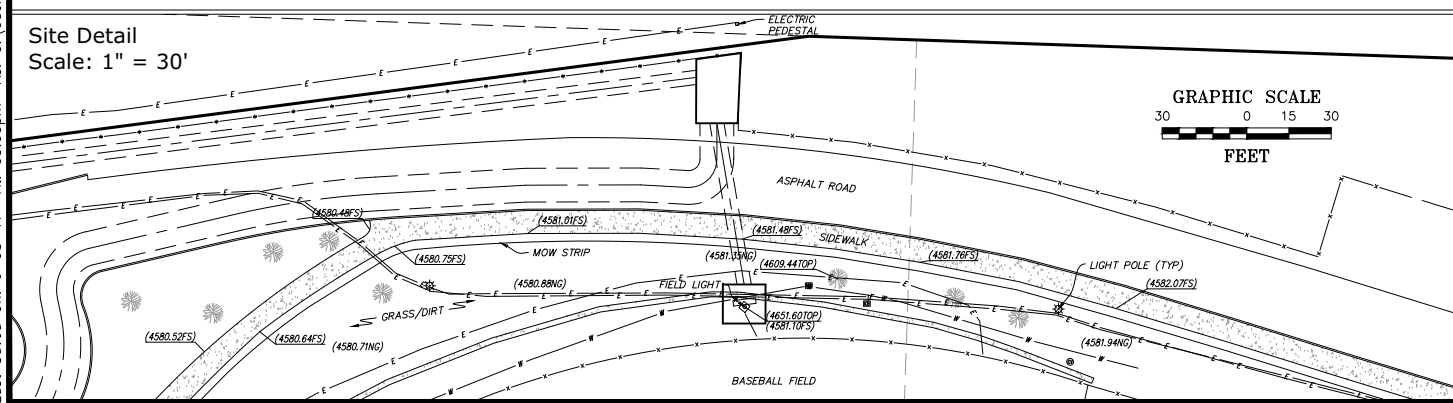 Site Detail
Scale: 1" = 30'
ELECTRIC
PEDESTAL
GRAPHIC SCALE
30 0 15 30
FEET
ASPHALT ROAD
(4580.48FS)
(4581.01FS)
(4581.48FS)
SIDEWALK
MOW STRIP
(4580.75FS)
(4581.35NG)
(4581.76FS)
(4609.44TOP)
LIGHT POLE (TYP)
(4580.88NG)
FIELD LIGHT
(4582.07FS)
GRASS/DIRT
(4651.60TOP)
(4581.10FS)
(4580.52FS)
(4580.64FS)
(4580.71NG)
(4581.94NG)
BASEBALL FIELD